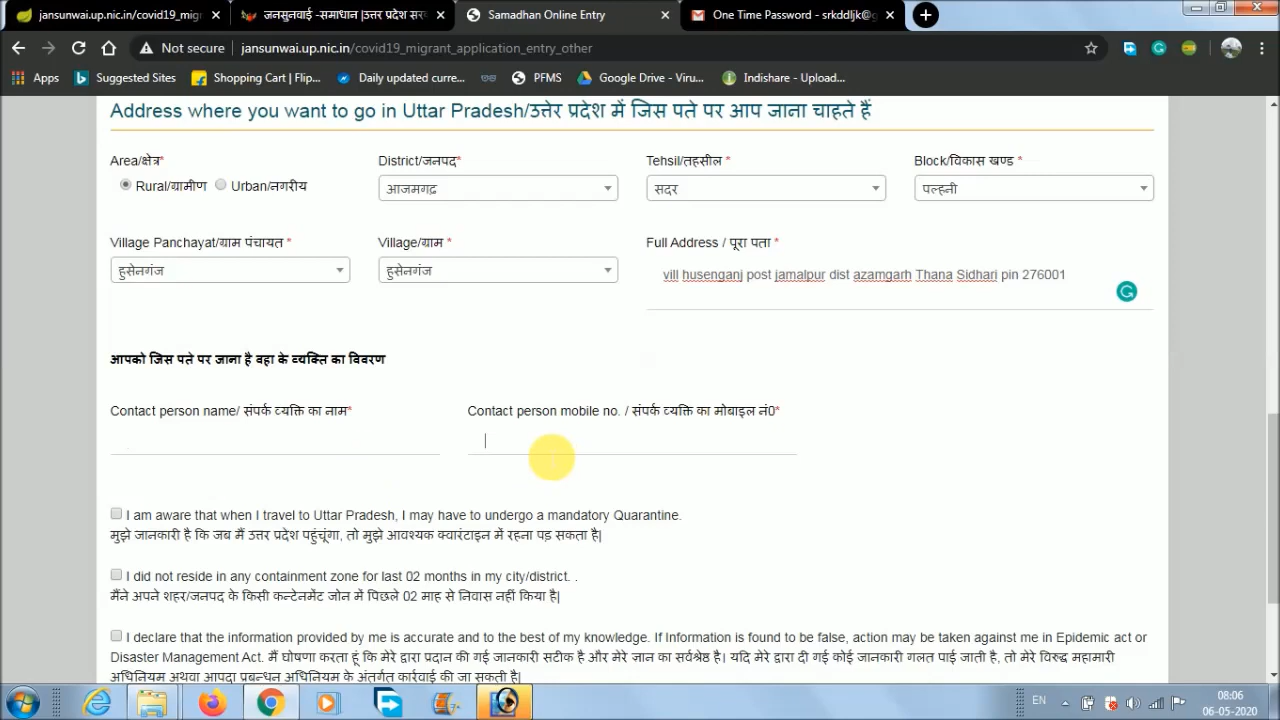 jansunwai.up.nic.in/covid19_mig
जनसुनवाई -समाधान |उत्तर प्रदेश सर
Samadhan Online Entry
One Time Password - srkddljk@g
Not secure
jansunwai.up.nic.in/covid19_migrant_application_entry_other
Apps
Suggested Sites
Shopping Cart | Flip...
Daily updated curre...
PFMS
Google Drive - Viru...
Indishare - Upload...
Address where you want to go in Uttar Pradesh/उत्तेर प्रदेश में जिस पते पर आप जाना चाहते हैं
Area/क्षेत्र*
District/जनपद*
Tehsil/तहसील *
Block/विकास खण्ड *
Rural/ग्रामीण
Urban/नगरीय
आजमगढ़
सदर
पल्हनी
Village Panchayat/ग्राम पंचायत *
Village/ग्राम *
Full Address / पूरा पता *
हुसेनगंज
हुसेनगंज
vill husenganj post jamalpur dist azamgarh Thana Sidhari pin 276001
आपको जिस पते पर जाना है वहा के व्यक्ति का विवरण
Contact person name/ संपर्क व्यक्ति का नाम*
Contact person mobile no. / संपर्क व्यक्ति का मोबाइल नं0*
I am aware that when I travel to Uttar Pradesh, I may have to undergo a mandatory Quarantine.
मुझे जानकारी है कि जब मैं उत्तर प्रदेश पहुंचूंगा, तो मुझे आवश्यक क्वारंटाइन में रहना पड़ सकता है|
I did not reside in any containment zone for last 02 months in my city/district. .
मैंने अपने शहर/जनपद के किसी कन्टेनमेंट जोन में पिछले 02 माह से निवास नहीं किया है|
I declare that the information provided by me is accurate and to the best of my knowledge. If Information is found to be false, action may be taken against me in Epidemic act or
Disaster Management Act. मैं घोषणा करता हूं कि मेरे द्वारा प्रदान की गई जानकारी सटीक है और मेरे जान का सर्वश्रेष्ठ है। यदि मेरे द्वारा दी गई कोई जानकारी गलत पाई जाती है, तो मेरे विरुद्ध महामारी
अधिनियम अथवा आपदा प्रबन्धन अधिनियम के अंतर्गत कार्रवाई की जा सकती है|
EN
08:06
06-05-2020